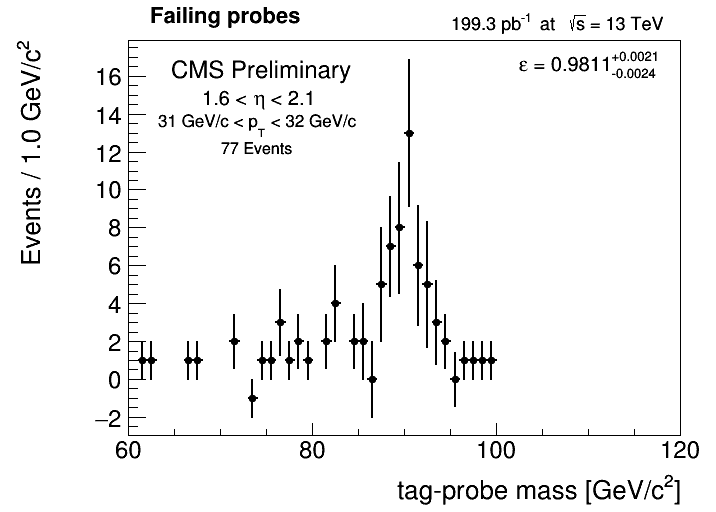 Failing probes
199.3 pb⁻¹ at √s = 13 TeV
CMS Preliminary
ε = 0.9811 +0.0021 -0.0024
1.6 < η < 2.1
31 GeV/c < p_T < 32 GeV/c
77 Events
Events / 1.0 GeV/c²
16
14
12
10
8
6
4
2
0
−2
60 80 100 120
tag-probe mass [GeV/c²]